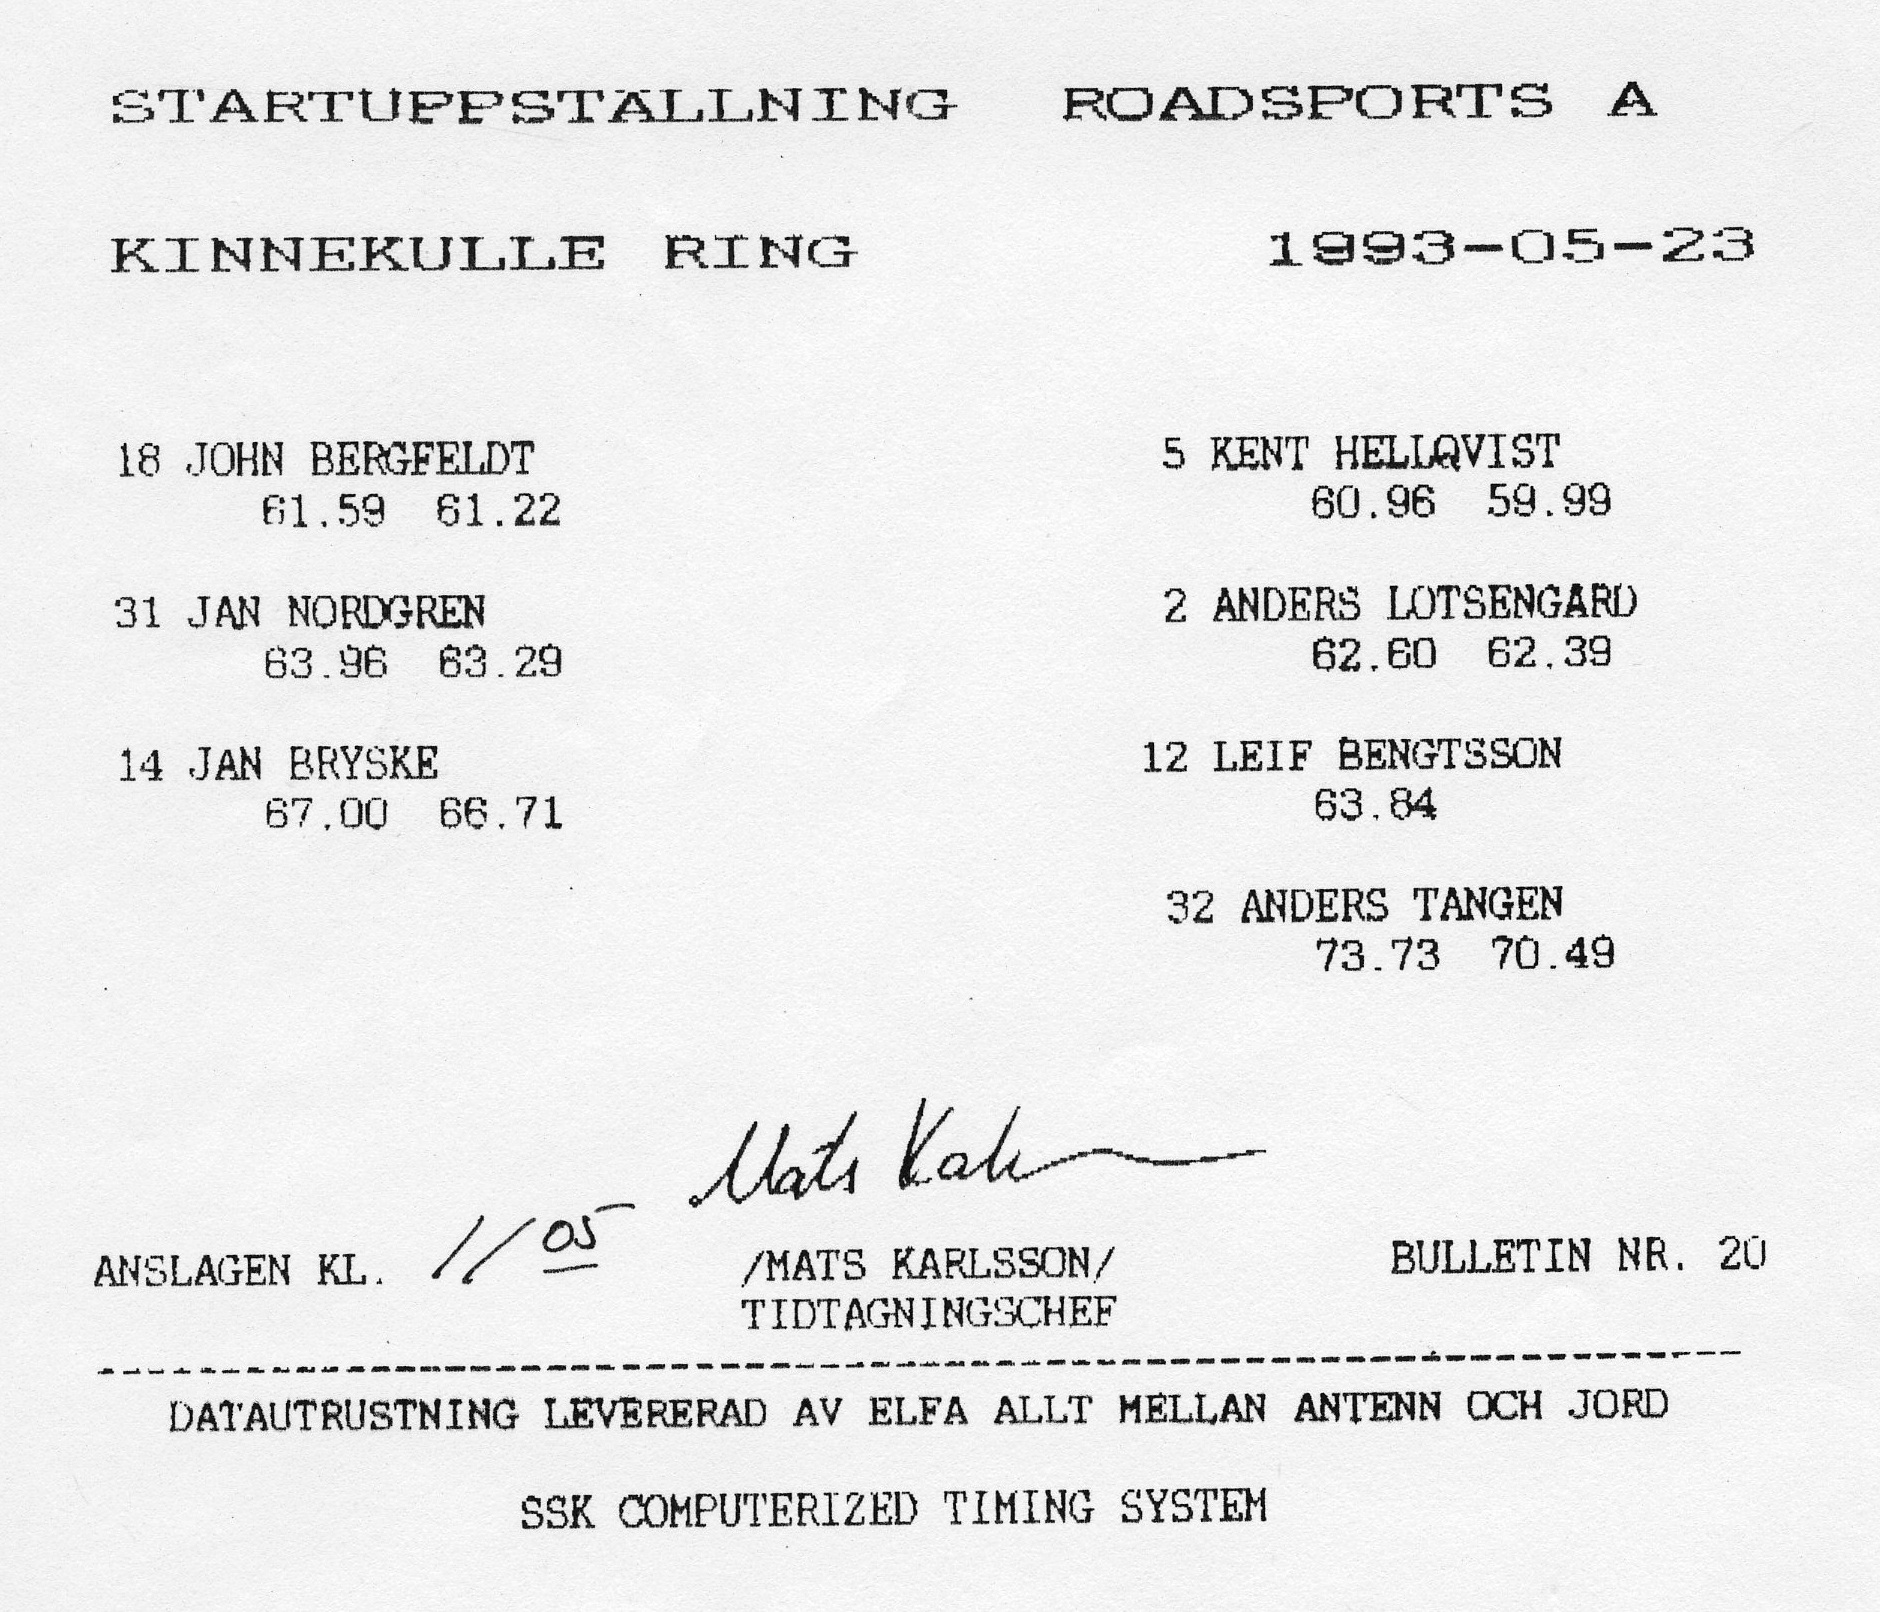 STARTUPPSTÄLLNING ROADSPORTS A
KINNEKULLE RING 1993-05-23
18 JOHN BERGFELDT 5 KENT HELLQVIST
61.59 61.22 60.96 59.99
31 JAN NORDGREN 2 ANDERS LOTSENGÅRD
63.96 63.29 62.60 62.39
14 JAN BRYSKE 12 LEIF BENGTSSON
67.00 66.71 63.84
32 ANDERS TANGEN
73.73 70.49
Mats Karlsson
ANSLAGEN KL. 11 05 /MATS KARLSSON/ BULLETIN NR. 20
TIDTAGNINGSCHEF
DATAUTRUSTNING LEVERERAD AV ELFA ALLT MELLAN ANTENN OCH JORD
SSK COMPUTERIZED TIMING SYSTEM